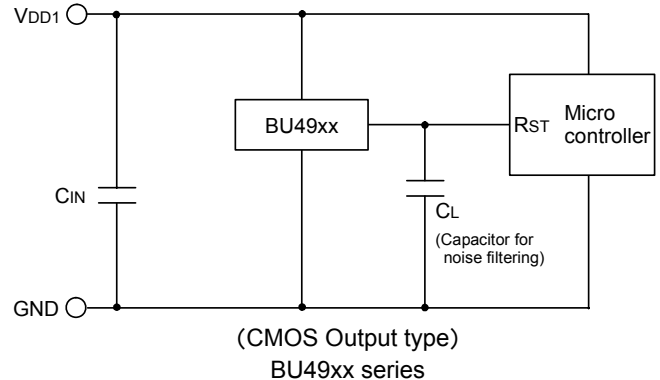 VDD1
BU49xx
RST
Micro
controller
CIN
CL
(Capacitor for
noise filtering)
GND
(CMOS Output type)
BU49xx series